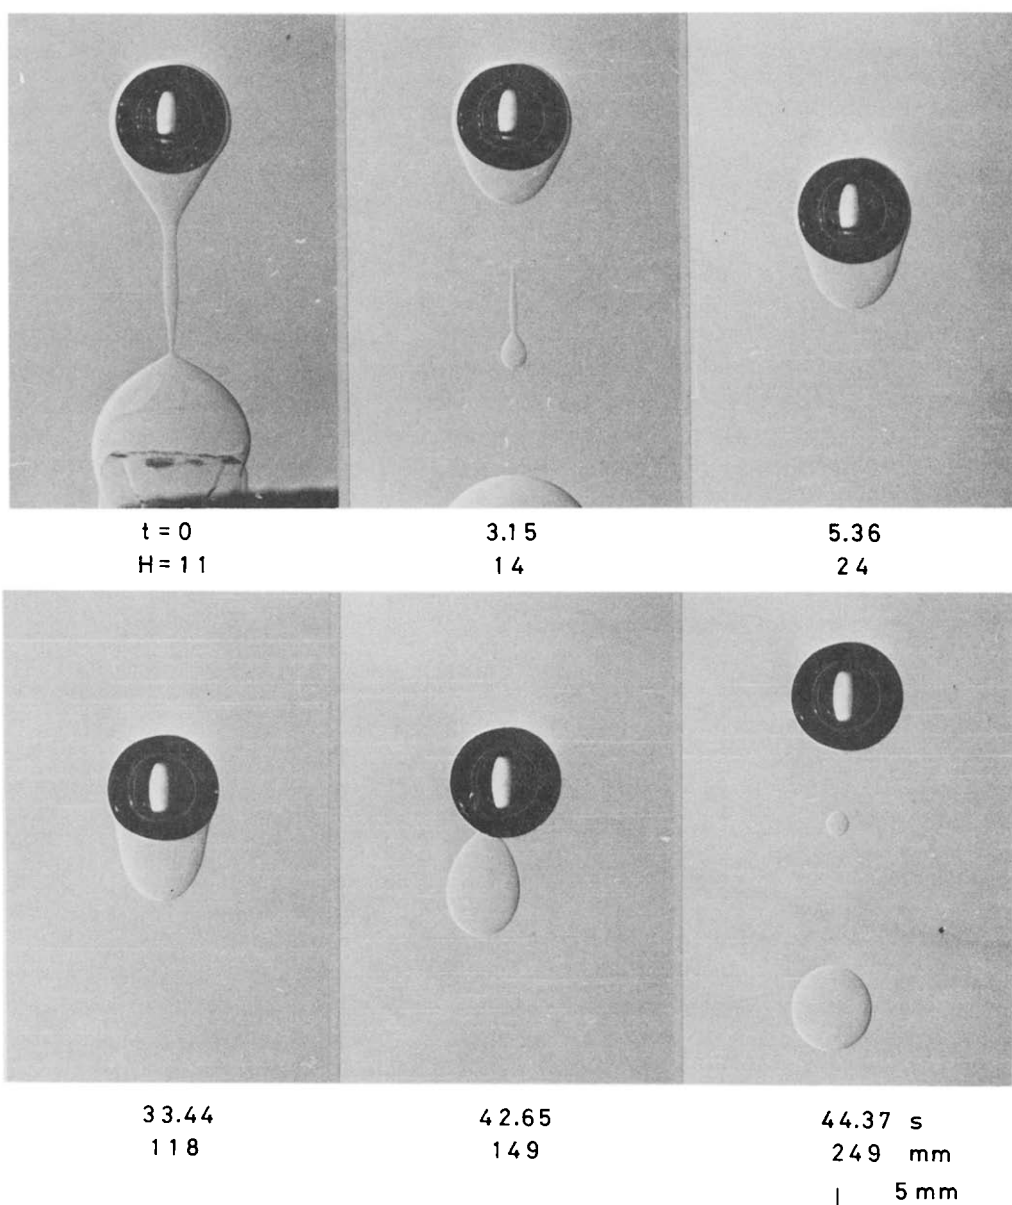 t = 0 3.15 5.36
H = 11 14 24
33.44 42.65 44.37 s
118 149 249 mm
5 mm